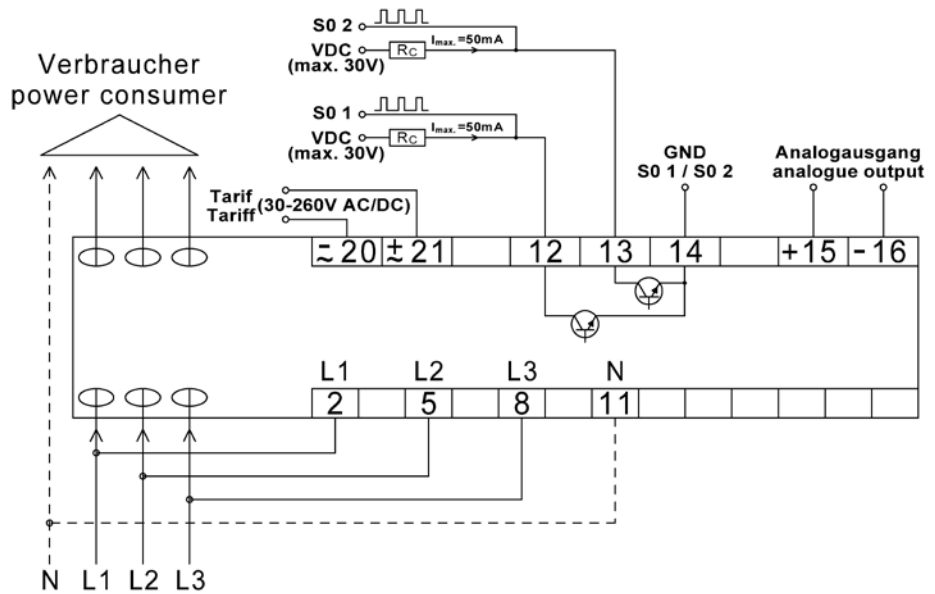 S0 2
VDC
(max. 30V)
RC
Imax. =50mA
Verbraucher
power consumer
S0 1
VDC
(max. 30V)
RC
Imax. =50mA
GND
S0 1 / S0 2
Analogausgang
analogue output
Tarif
Tariff
(30-260V AC/DC)
~ 20
± ~ 21
12
13
14
+15
-16
L1
L2
L3
N
2
5
8
11
N
L1
L2
L3